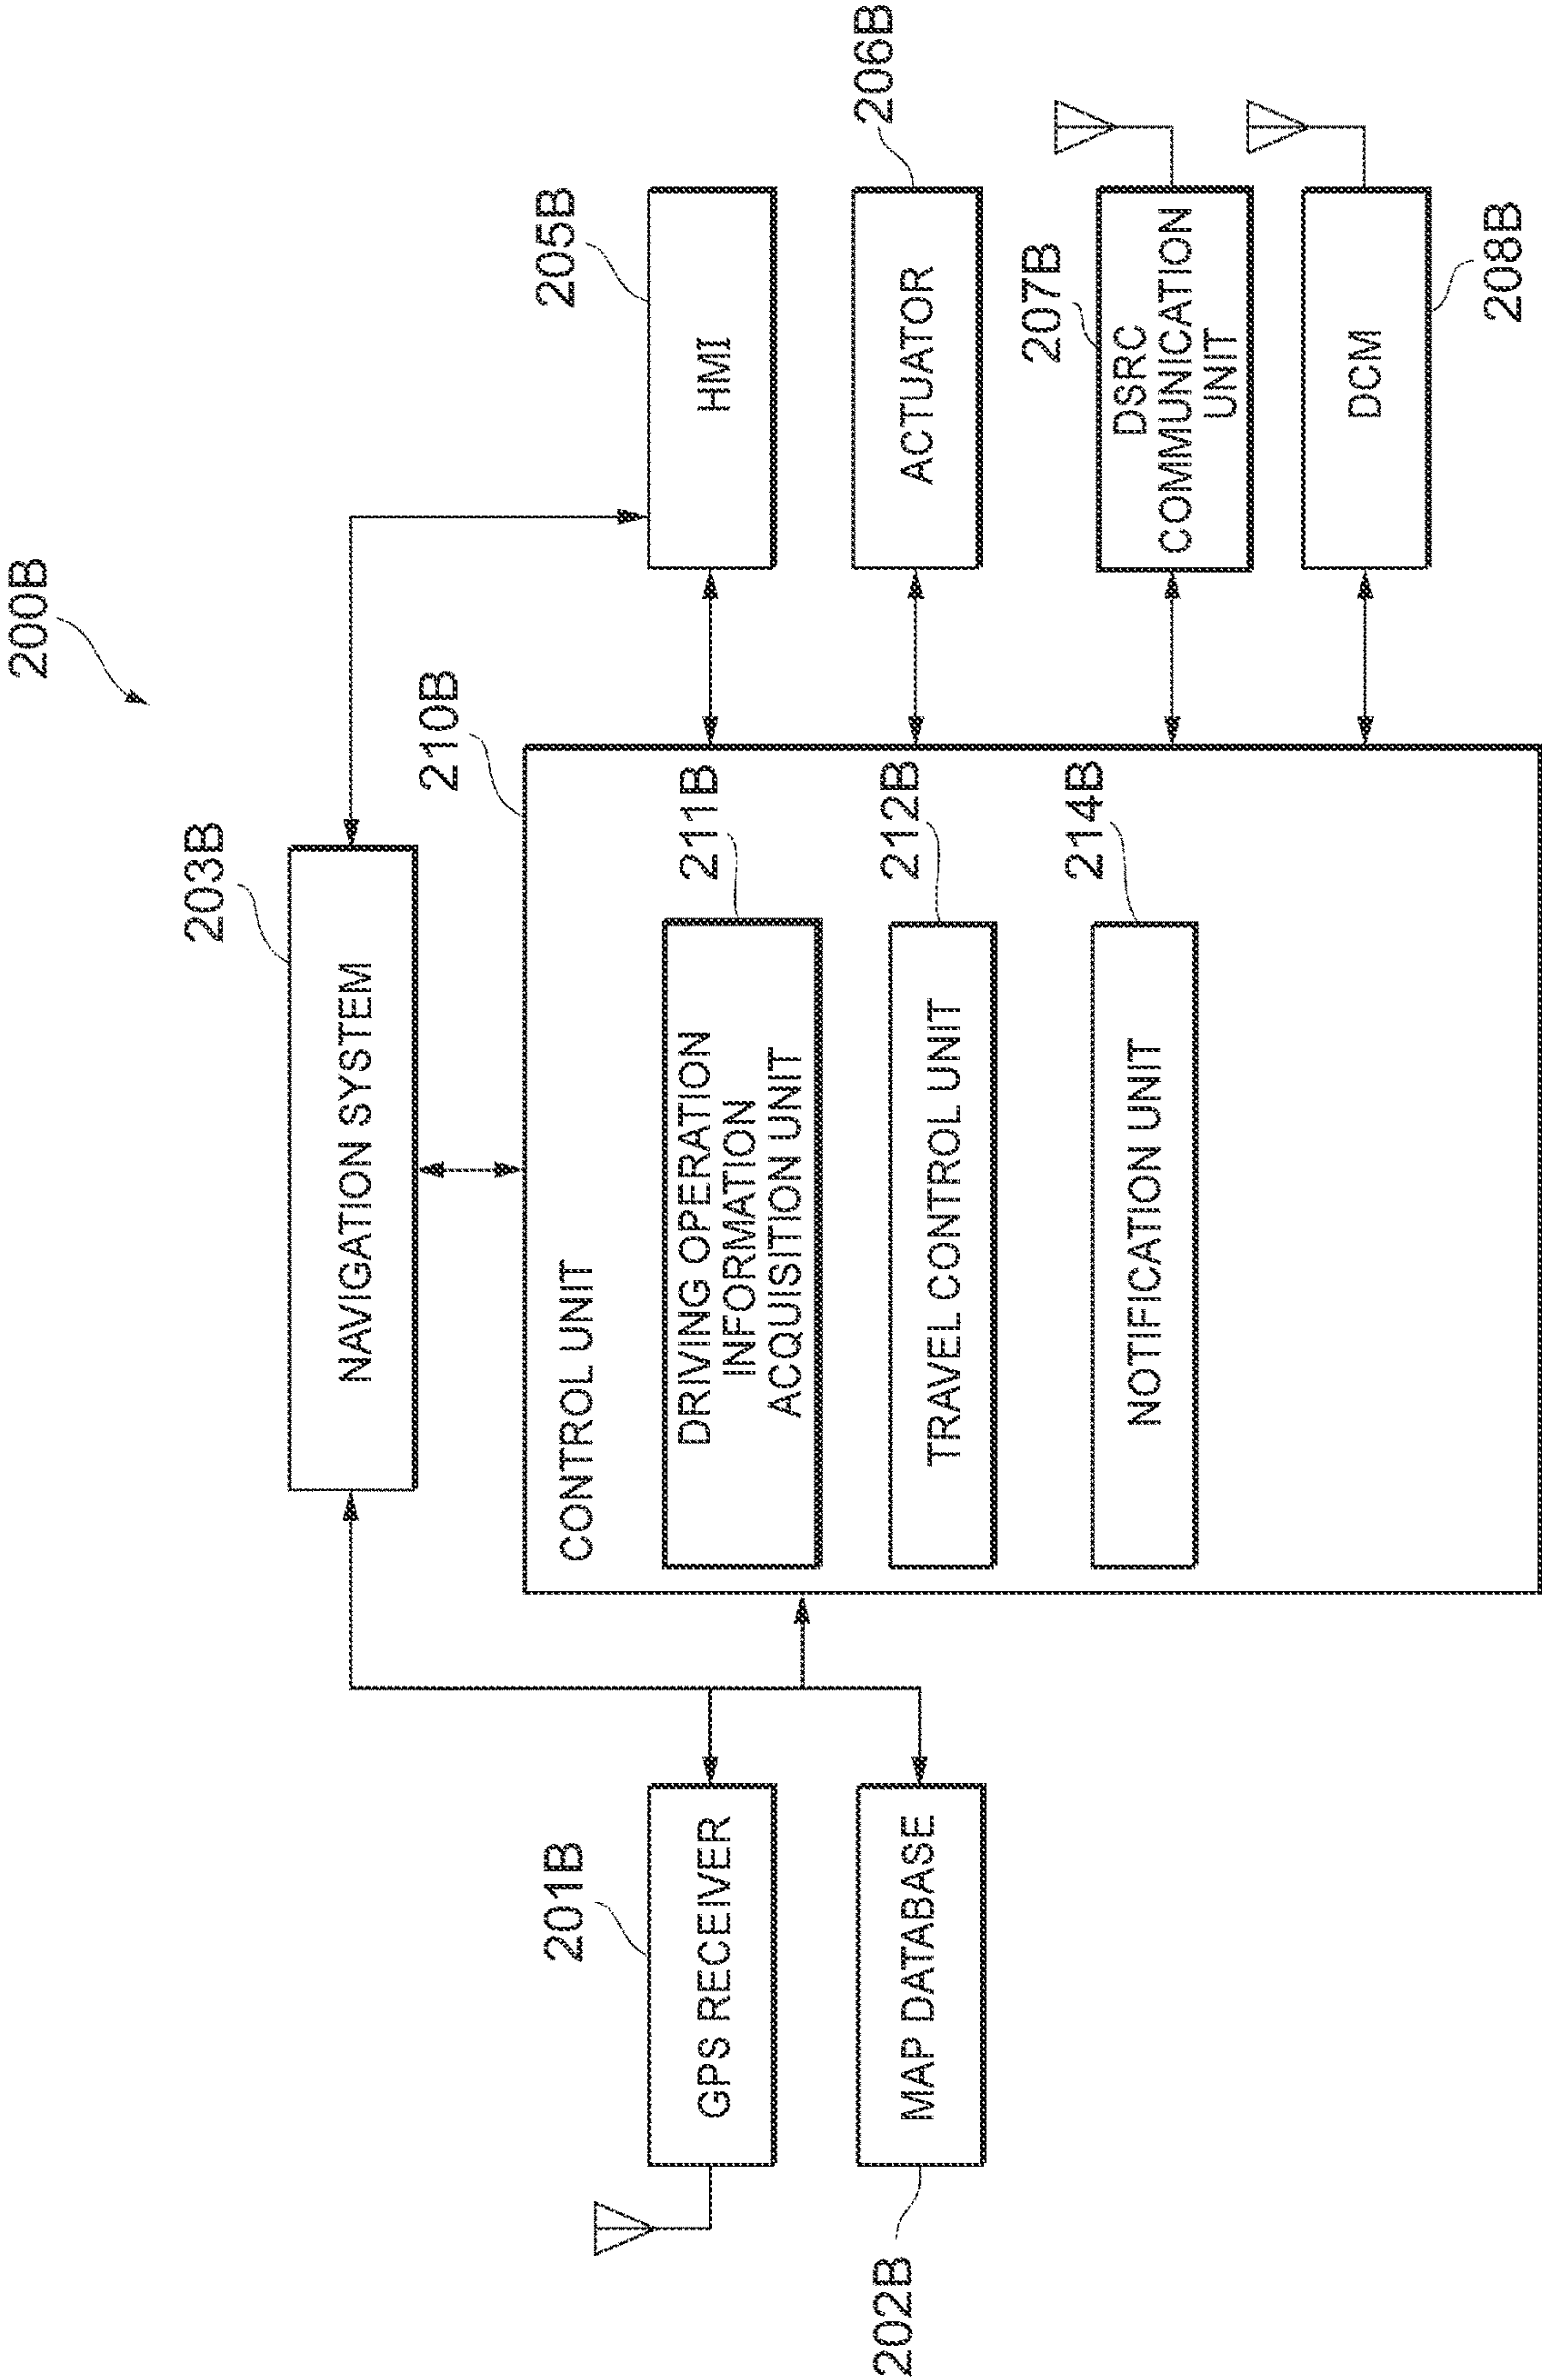 200B
203B
NAVIGATION SYSTEM
210B
CONTROL UNIT
201B
GPS RECEIVER
202B
MAP DATABASE
211B
DRIVING OPERATION
INFORMATION
ACQUISITION UNIT
212B
TRAVEL CONTROL UNIT
214B
NOTIFICATION UNIT
205B
HMI
206B
ACTUATOR
207B
DSRC
COMMUNICATION
UNIT
DCM
208B